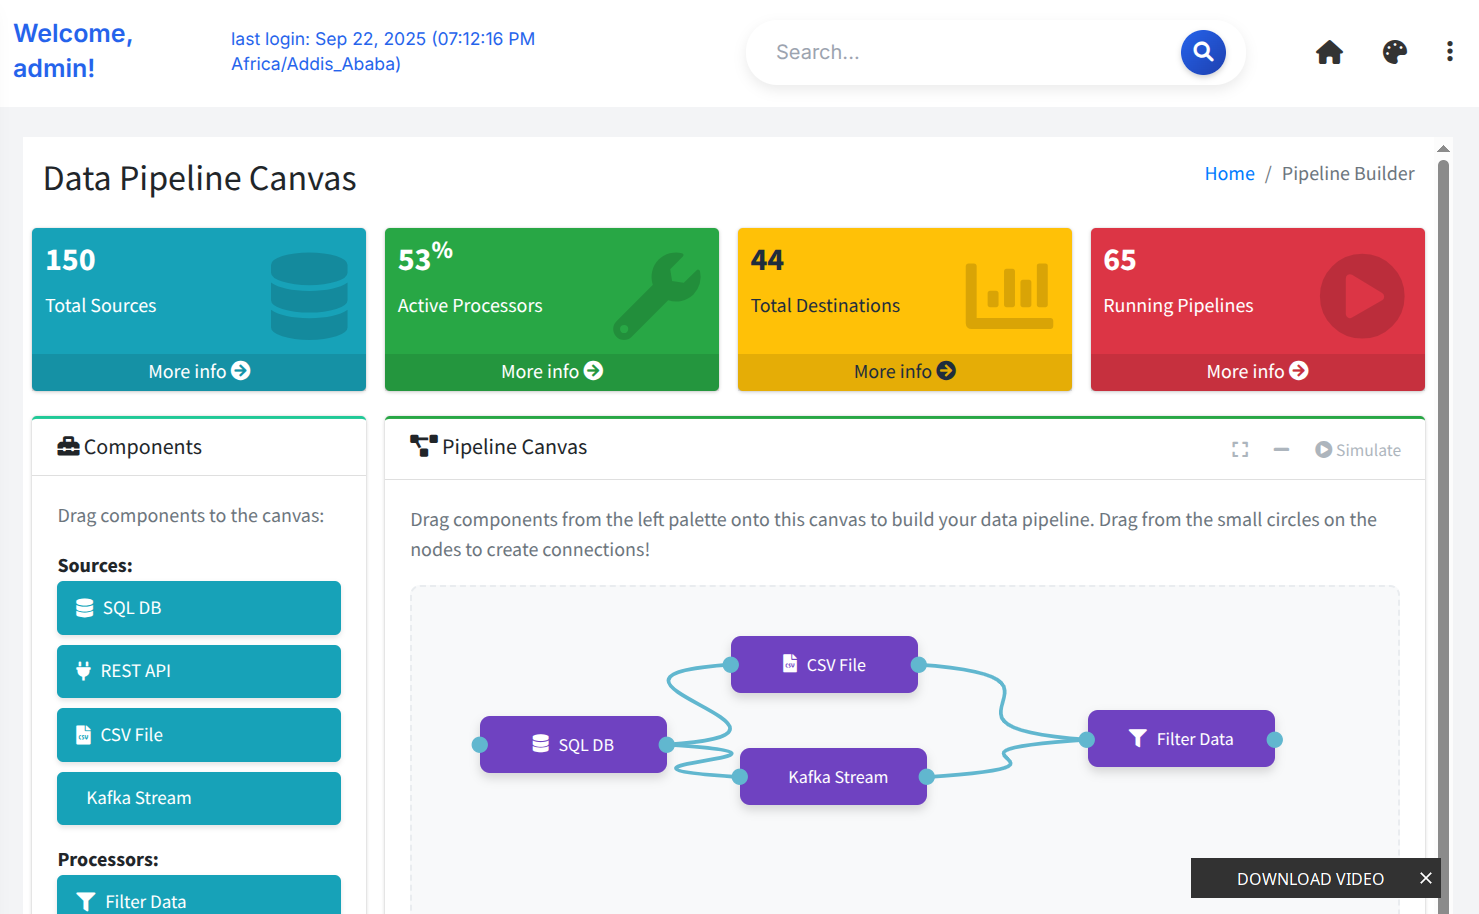 Welcome,
admin!
last login: Sep 22, 2025 (07:12:16 PM
Africa/Addis_Ababa)
Search...
Data Pipeline Canvas
Home / Pipeline Builder
150
Total Sources
More info
53%
Active Processors
More info
44
Total Destinations
More info
65
Running Pipelines
More info
Components
Drag components to the canvas:
Sources:
SQL DB
REST API
CSV File
Kafka Stream
Processors:
Filter Data
Pipeline Canvas
Simulate
Drag components from the left palette onto this canvas to build your data pipeline. Drag from the small circles on the
nodes to create connections!
CSV File
SQL DB
Kafka Stream
Filter Data
DOWNLOAD VIDEO